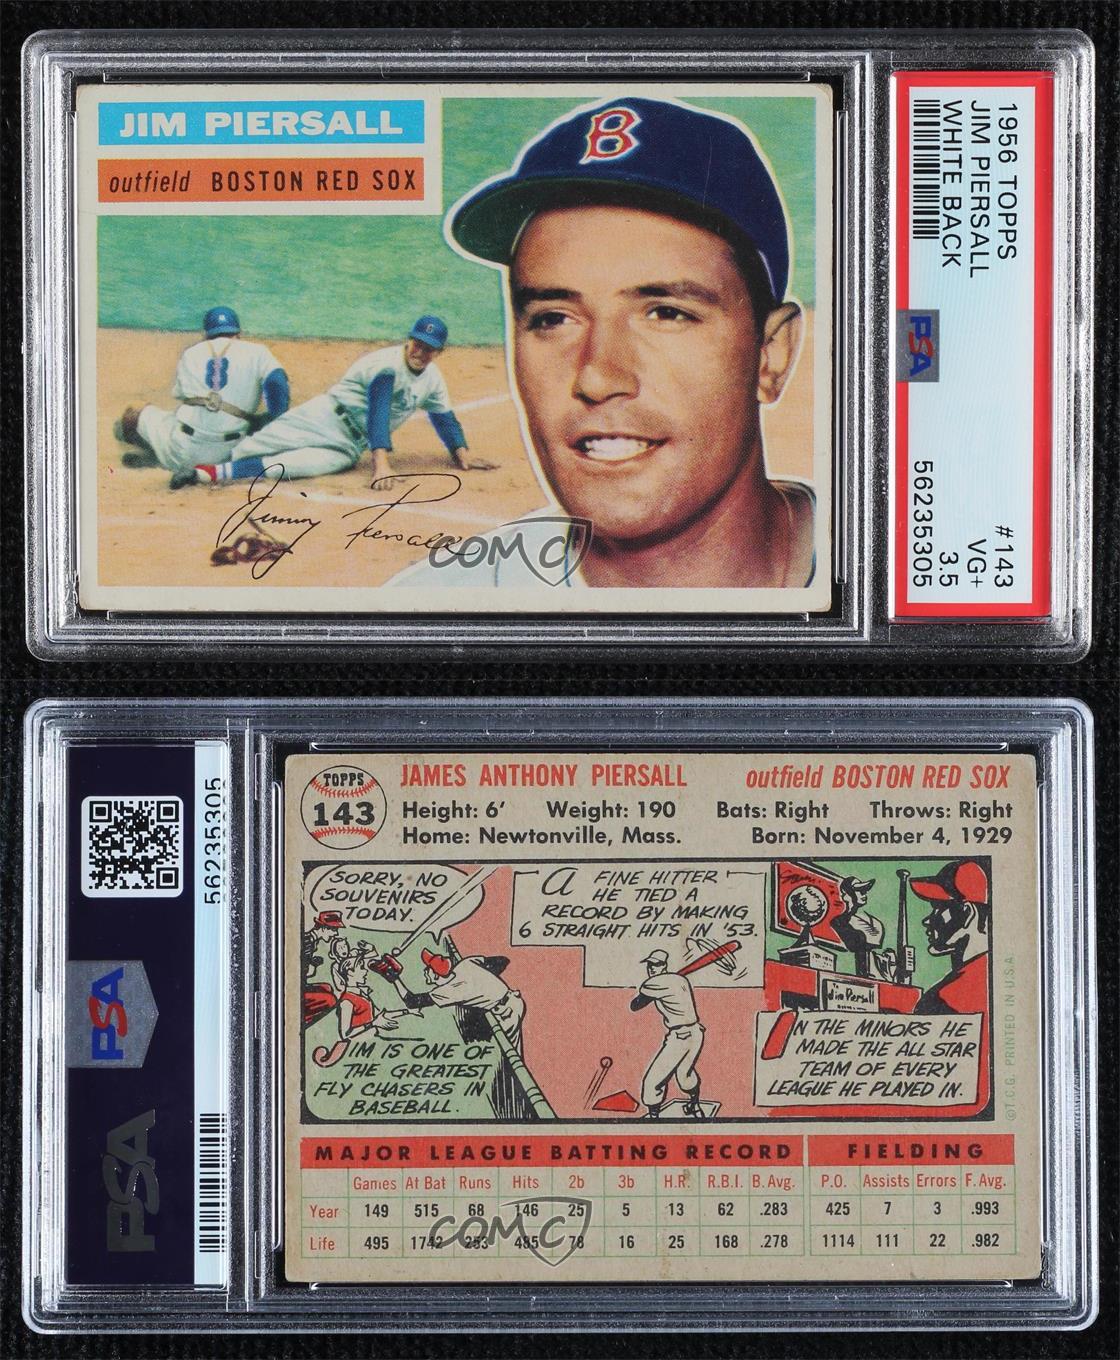 JIM PIERSALL
outfield BOSTON RED SOX
B
8
B
Jimmy Piersall
COMC
1956 TOPPS
JIM PIERSALL
WHITE BACK
#143
VG+
3.5
56235305
PSA
56235305
PSA
PSA
TOPPS
143
JAMES ANTHONY PIERSALL outfield BOSTON RED SOX
Height: 6' Weight: 190 Bats: Right Throws: Right
Home: Newtonville, Mass. Born: November 4, 1929
SORRY, NO
SOUVENIRS
TODAY.
JIM IS ONE OF
THE GREATEST
FLY CHASERS IN
BASEBALL.
A FINE HITTER
HE TIED A
RECORD BY MAKING
6 STRAIGHT HITS IN '53.
Jim Piersall
IN THE MINORS HE
MADE THE ALL STAR
TEAM OF EVERY
LEAGUE HE PLAYED IN.
©T.C.G. PRINTED IN U.S.A.
MAJOR LEAGUE BATTING RECORD FIELDING
Games At Bat Runs Hits 2b 3b H.R. R.B.I. B.Avg. P.O. Assists Errors F.Avg.
Year 149 515 68 146 25 5 13 62 .283 425 7 3 .993
Life 495 1742 253 485 78 16 25 168 .278 1114 111 22 .982
COMC